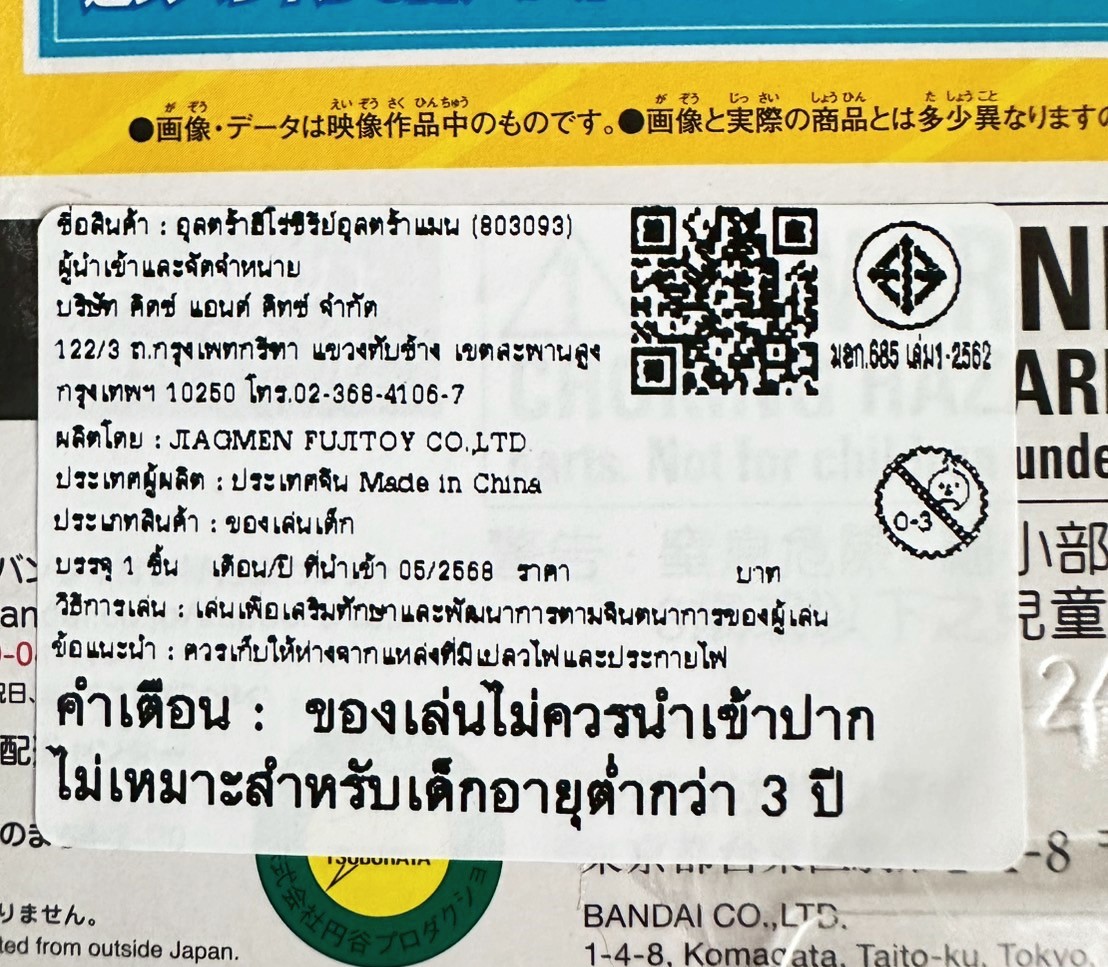 ●画像・データは映像作品中のものです。●画像と実際の商品とは多少異なります
ชื่อสินค้า : อุลตร้าฮีโร่ซีรีย์อุลตร้าแมน (803093)
ผู้นำเข้าและจัดจำหน่าย
บริษัท คิดซ์ แอนด์ คิทซ์ จำกัด
122/3 ถ.กรุงเทพกรีฑา แขวงทับช้าง เขตสะพานสูง
กรุงเทพฯ 10250 โทร.02-368-4106-7
ผลิตโดย : JIAGMEN FUJITOY CO.,LTD
ประเทศผู้ผลิต : ประเทศจีน Made in China
ประเภทสินค้า : ของเล่นเด็ก
บรรจุ 1 ชิ้น เดือน/ปี ที่นำเข้า 05/2568 ราคา บาท
วิธีการเล่น : เล่นเพื่อเสริมทักษาและพัฒนาการตามจินตนาการของผู้เล่น
ข้อแนะนำ : ควรเก็บให้ห่างจากแหล่งที่มีเปลวไฟและประกายไฟ
คำเตือน : ของเล่นไม่ควรนำเข้าปาก
ไม่เหมาะสำหรับเด็กอายุต่ำกว่า 3 ปี
มอก.685 เล่ม1-2562
0-3
小部
兒童
りません。
ted from outside Japan.
TSUBURAYA
式会社円谷プロダクショ
BANDAI CO.,LTD.
1-4-8, Komagata, Taito-ku, Tokyo,